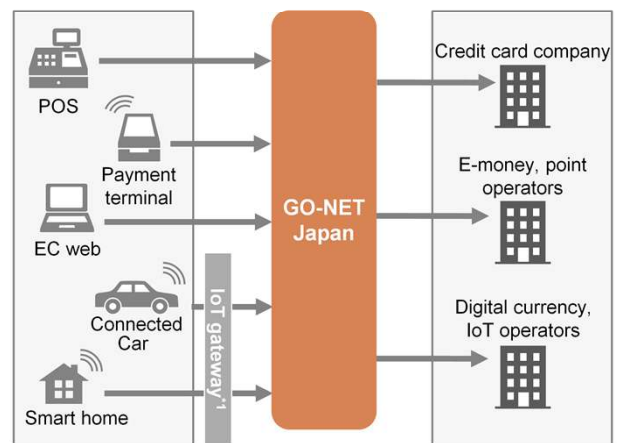 POS
Payment
terminal
EC web
Connected
Car
Smart home
IoT gateway*1
GO-NET
Japan
Credit card company
E-money, point
operators
Digital currency,
IoT operators